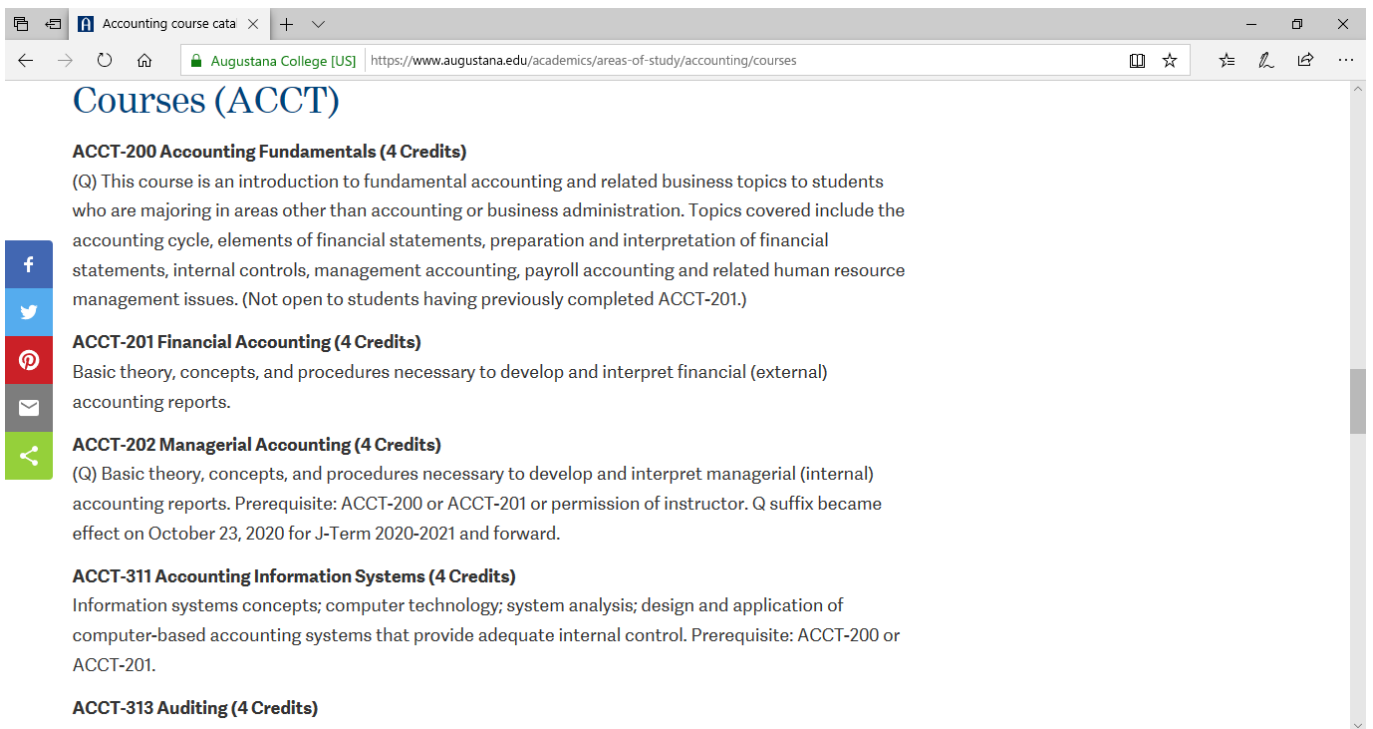 Accounting course cata
Augustana College [US] https://www.augustana.edu/academics/areas-of-study/accounting/courses
Courses (ACCT)
ACCT-200 Accounting Fundamentals (4 Credits)
(Q) This course is an introduction to fundamental accounting and related business topics to students
who are majoring in areas other than accounting or business administration. Topics covered include the
accounting cycle, elements of financial statements, preparation and interpretation of financial
statements, internal controls, management accounting, payroll accounting and related human resource
management issues. (Not open to students having previously completed ACCT-201.)
ACCT-201 Financial Accounting (4 Credits)
Basic theory, concepts, and procedures necessary to develop and interpret financial (external)
accounting reports.
ACCT-202 Managerial Accounting (4 Credits)
(Q) Basic theory, concepts, and procedures necessary to develop and interpret managerial (internal)
accounting reports. Prerequisite: ACCT-200 or ACCT-201 or permission of instructor. Q suffix became
effect on October 23, 2020 for J-Term 2020-2021 and forward.
ACCT-311 Accounting Information Systems (4 Credits)
Information systems concepts; computer technology; system analysis; design and application of
computer-based accounting systems that provide adequate internal control. Prerequisite: ACCT-200 or
ACCT-201.
ACCT-313 Auditing (4 Credits)